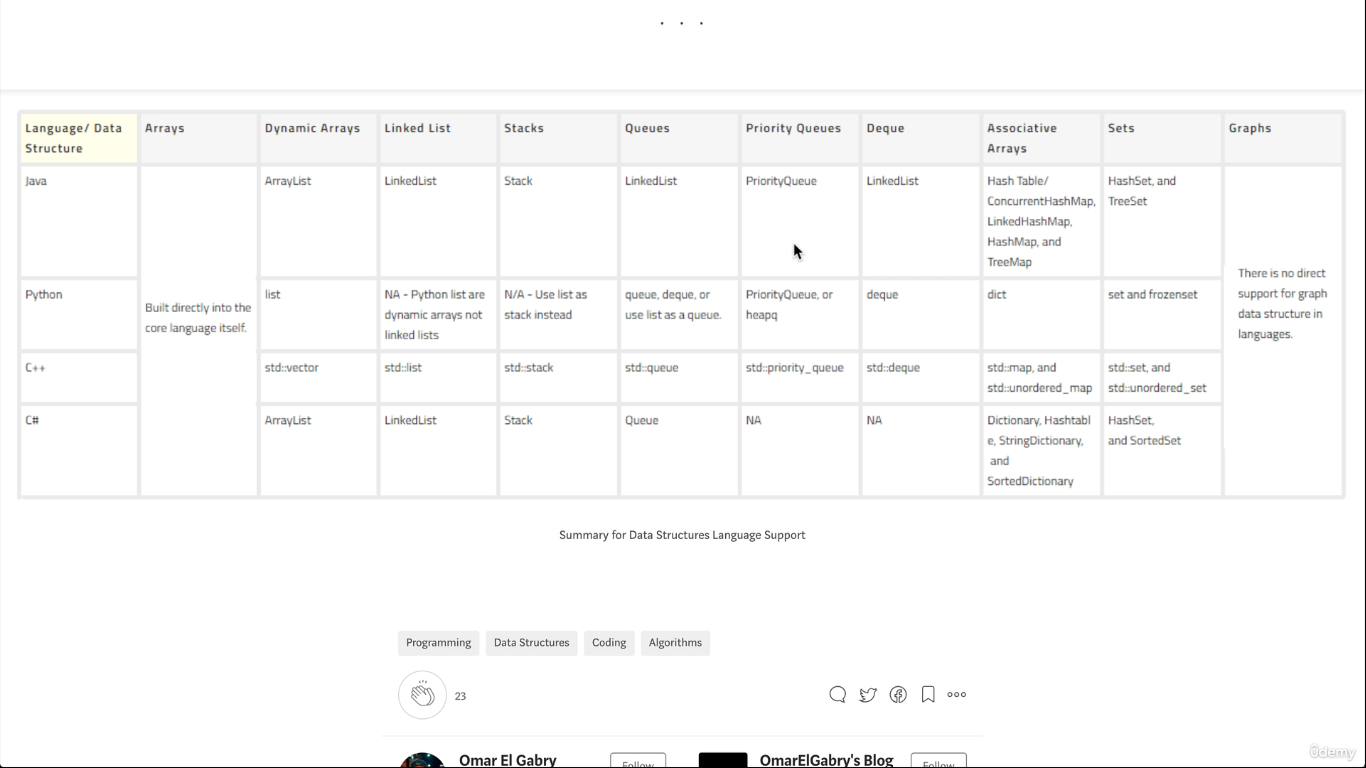 Language/ Data
Structure
Arrays
Dynamic Arrays
Linked List
Stacks
Queues
Priority Queues
Deque
Associative
Arrays
Sets
Graphs
Java
ArrayList
LinkedList
Stack
LinkedList
PriorityQueue
LinkedList
Hash Table/
ConcurrentHashMap,
LinkedHashMap,
HashMap, and
TreeMap
HashSet, and
TreeSet
Built directly into the
core language itself.
There is no direct
support for graph
data structure in
languages.
Python
list
NA - Python list are
dynamic arrays not
linked lists
N/A - Use list as
stack instead
queue, deque, or
use list as a queue.
PriorityQueue, or
heapq
deque
dict
set and frozenset
C++
std::vector
std::list
std::stack
std::queue
std::priority_queue
std::deque
std::map, and
std::unordered_map
std::set, and
std::unordered_set
C#
ArrayList
LinkedList
Stack
Queue
NA
NA
Dictionary, Hashtabl
e, StringDictionary,
and
SortedDictionary
HashSet,
and SortedSet
Summary for Data Structures Language Support
Programming
Data Structures
Coding
Algorithms
23
Omar El Gabry
Follow
OmarElGabry's Blog
Follow
ûdemy